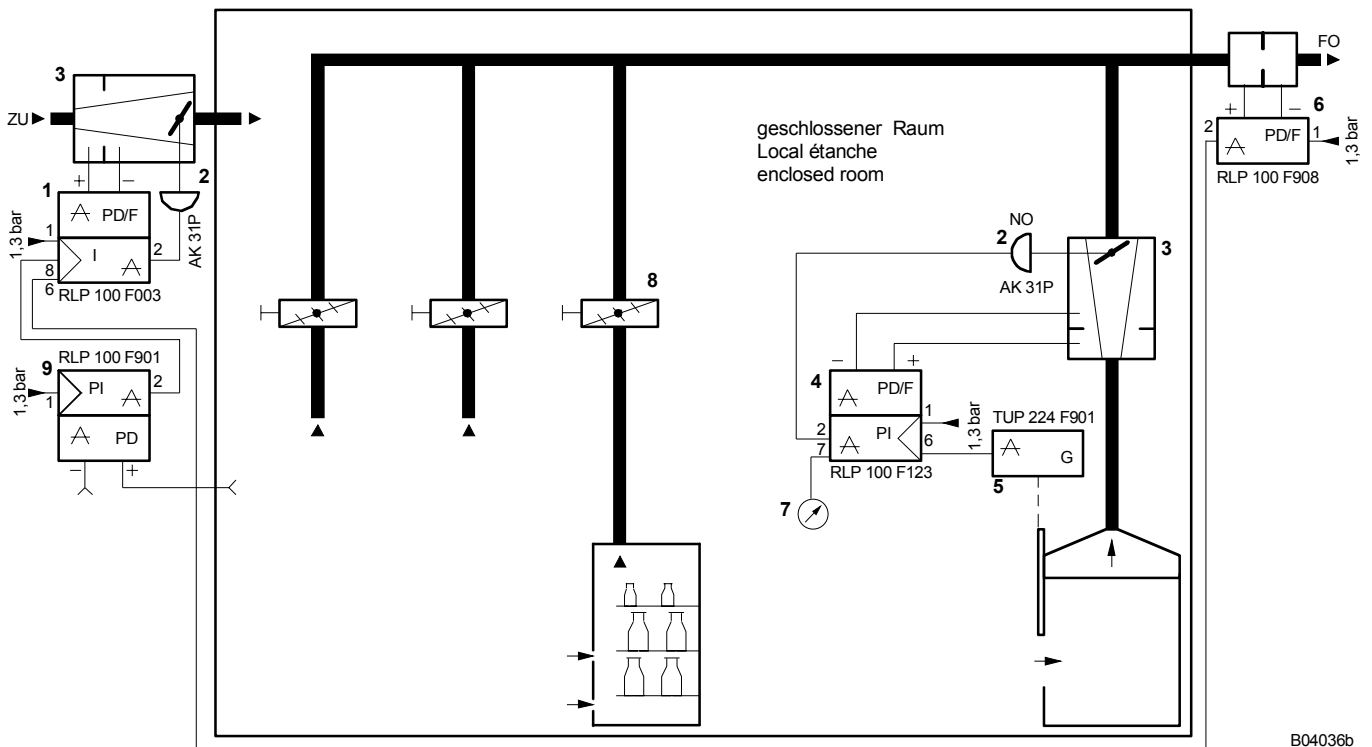 FO
3
ZU
6
+ −
2 PD/F 1
1,3 bar
RLP 100 F908
geschlossener Raum
Local étanche
enclosed room
+ − 2
1
PD/F
1,3 bar
1
I 2
8
6
AK 31P
RLP 100 F003
NO
2
3
AK 31P
8
RLP 100 F901
9
PI 2
1,3 bar
1
PD
− +
− +
4
PD/F
1
1,3 bar
2 PI
7 6
RLP 100 F123
TUP 224 F901
G
5
7
B04036b